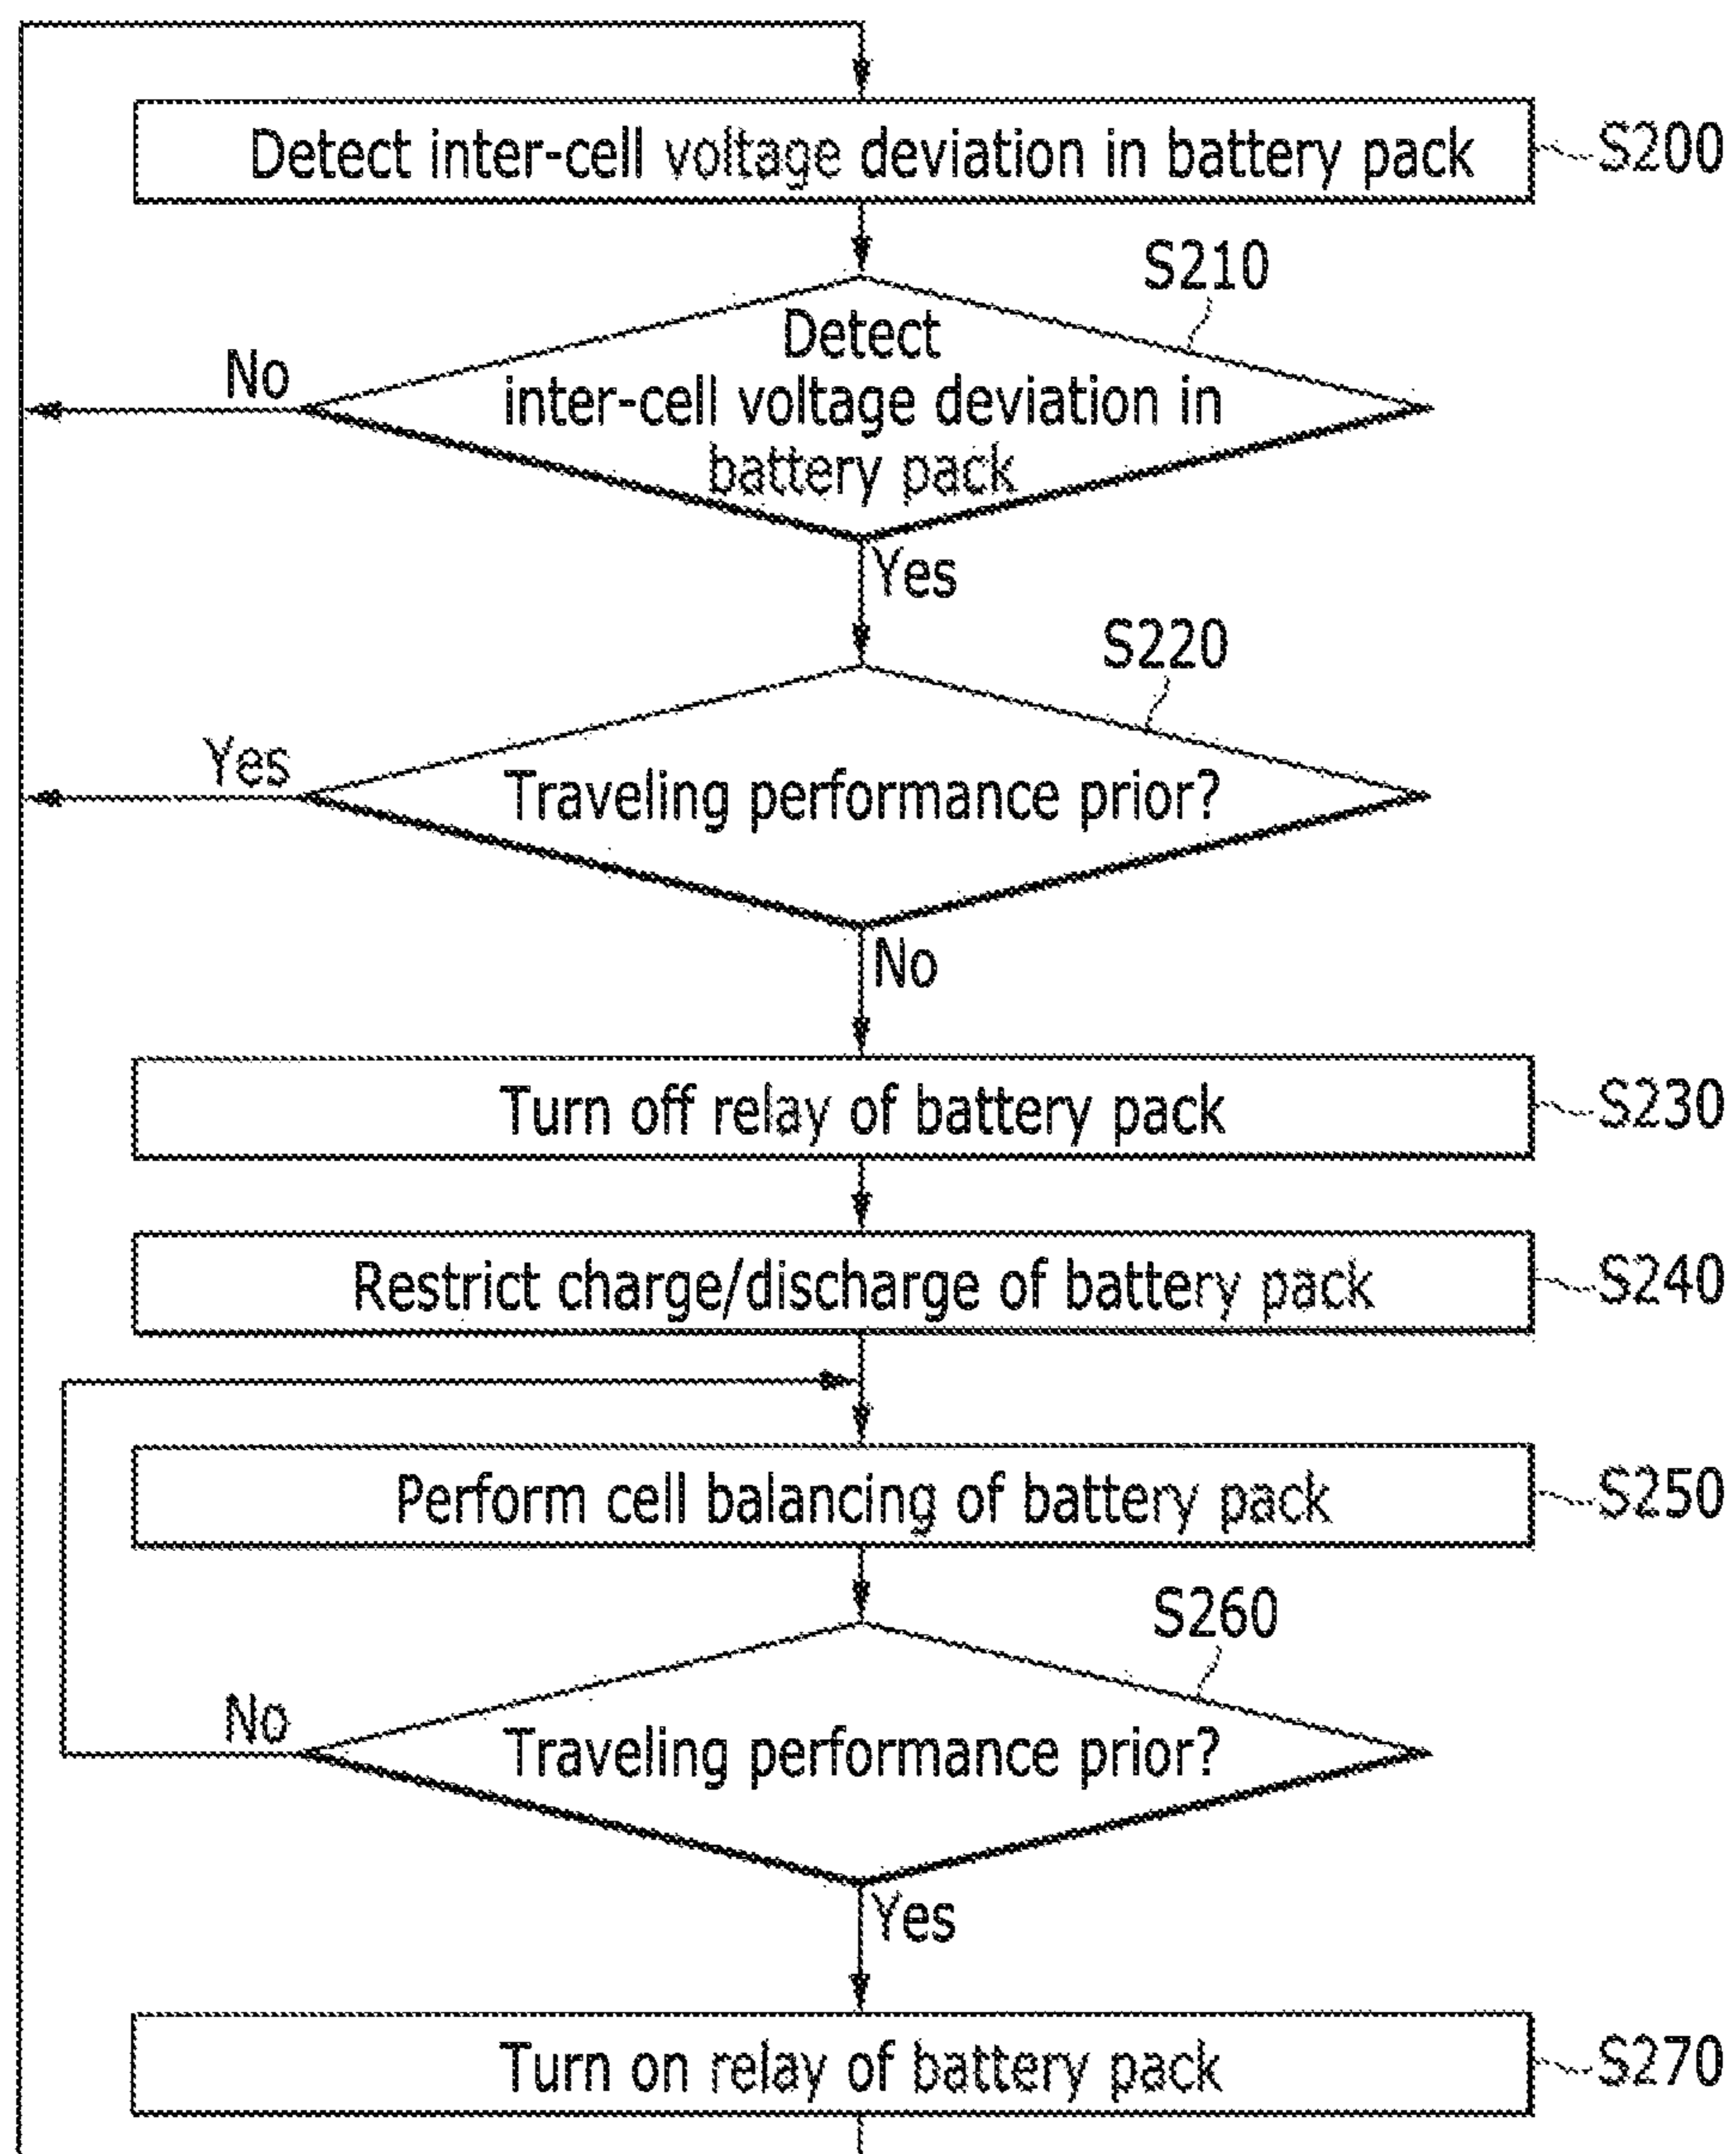 Detect inter-cell voltage deviation in battery pack
S200
S210
Detect
inter-cell voltage deviation in
battery pack
No
Yes
S220
Traveling performance prior?
Yes
No
Turn off relay of battery pack
S230
Restrict charge/discharge of battery pack
S240
Perform cell balancing of battery pack
S250
S260
Traveling performance prior?
No
Yes
Turn on relay of battery pack
S270